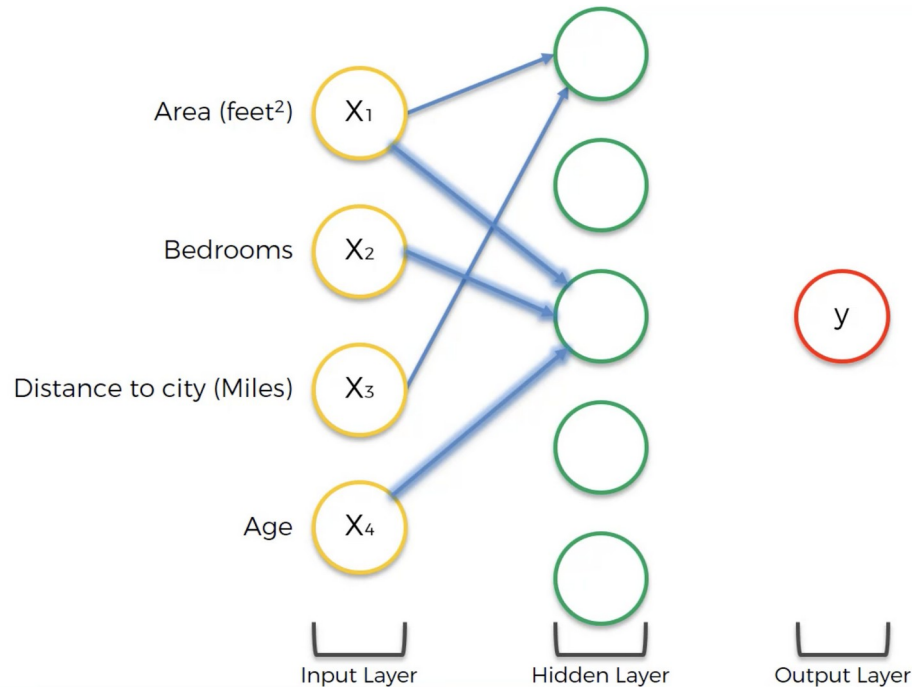 Area (feet²)
X₁
Bedrooms
X₂
Distance to city (Miles)
X₃
Age
X₄
y
Input Layer
Hidden Layer
Output Layer